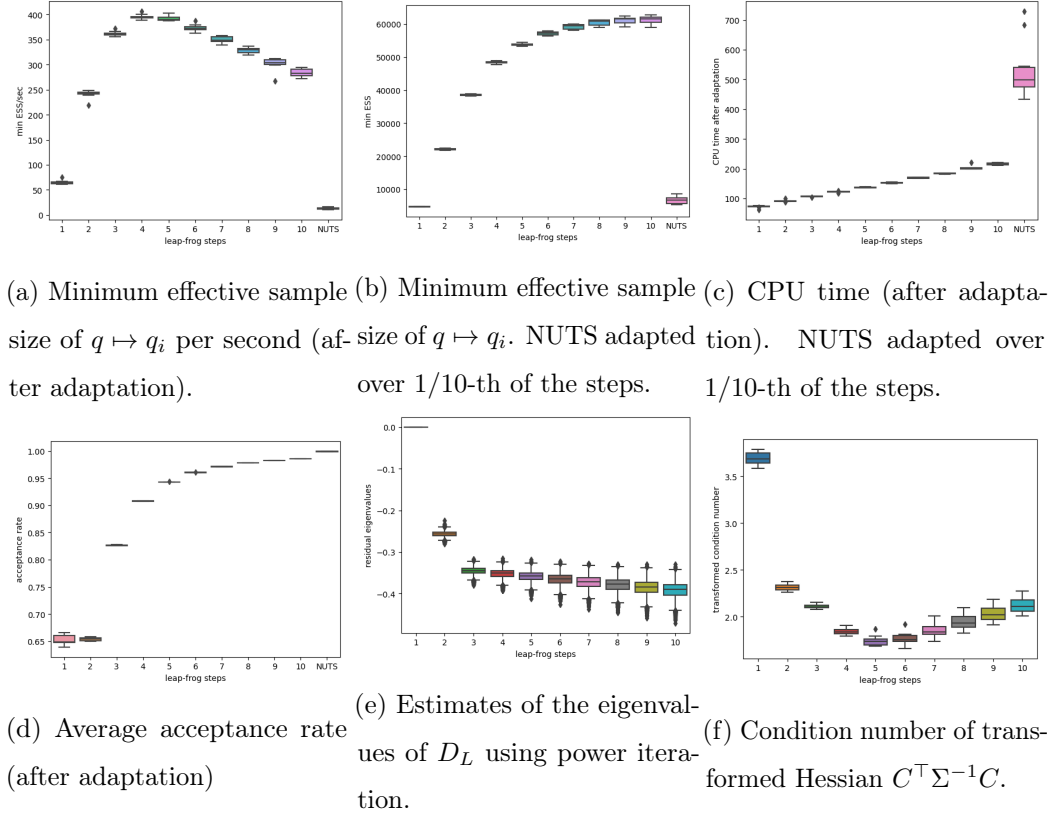 400
350
300
250
200
150
100
50
0
min ESS/sec
1 2 3 4 5 6 7 8 9 10 NUTS
leap-frog steps
60000
50000
40000
30000
20000
10000
min ESS
1 2 3 4 5 6 7 8 9 10 NUTS
leap-frog steps
700
600
500
400
300
200
100
CPU time after adaptation
1 2 3 4 5 6 7 8 9 10 NUTS
leap-frog steps
(a) Minimum effective sample
size of q ↦ q_i per second (af-
ter adaptation).
(b) Minimum effective sample
size of q ↦ q_i. NUTS adapted
over 1/10-th of the steps.
(c) CPU time (after adapta-
tion). NUTS adapted over
1/10-th of the steps.
1.00
0.95
0.90
0.85
0.80
0.75
0.70
0.65
acceptance rate
1 2 3 4 5 6 7 8 9 10 NUTS
leap-frog steps
0.0
−0.1
−0.2
−0.3
−0.4
residual eigenvalues
1 2 3 4 5 6 7 8 9 10
leap-frog steps
3.5
3.0
2.5
2.0
transformed condition number
1 2 3 4 5 6 7 8 9 10
leap-frog steps
(d) Average acceptance rate
(after adaptation)
(e) Estimates of the eigenval-
ues of D_L using power itera-
tion.
(f) Condition number of trans-
formed Hessian C^⊤Σ^{−1}C.